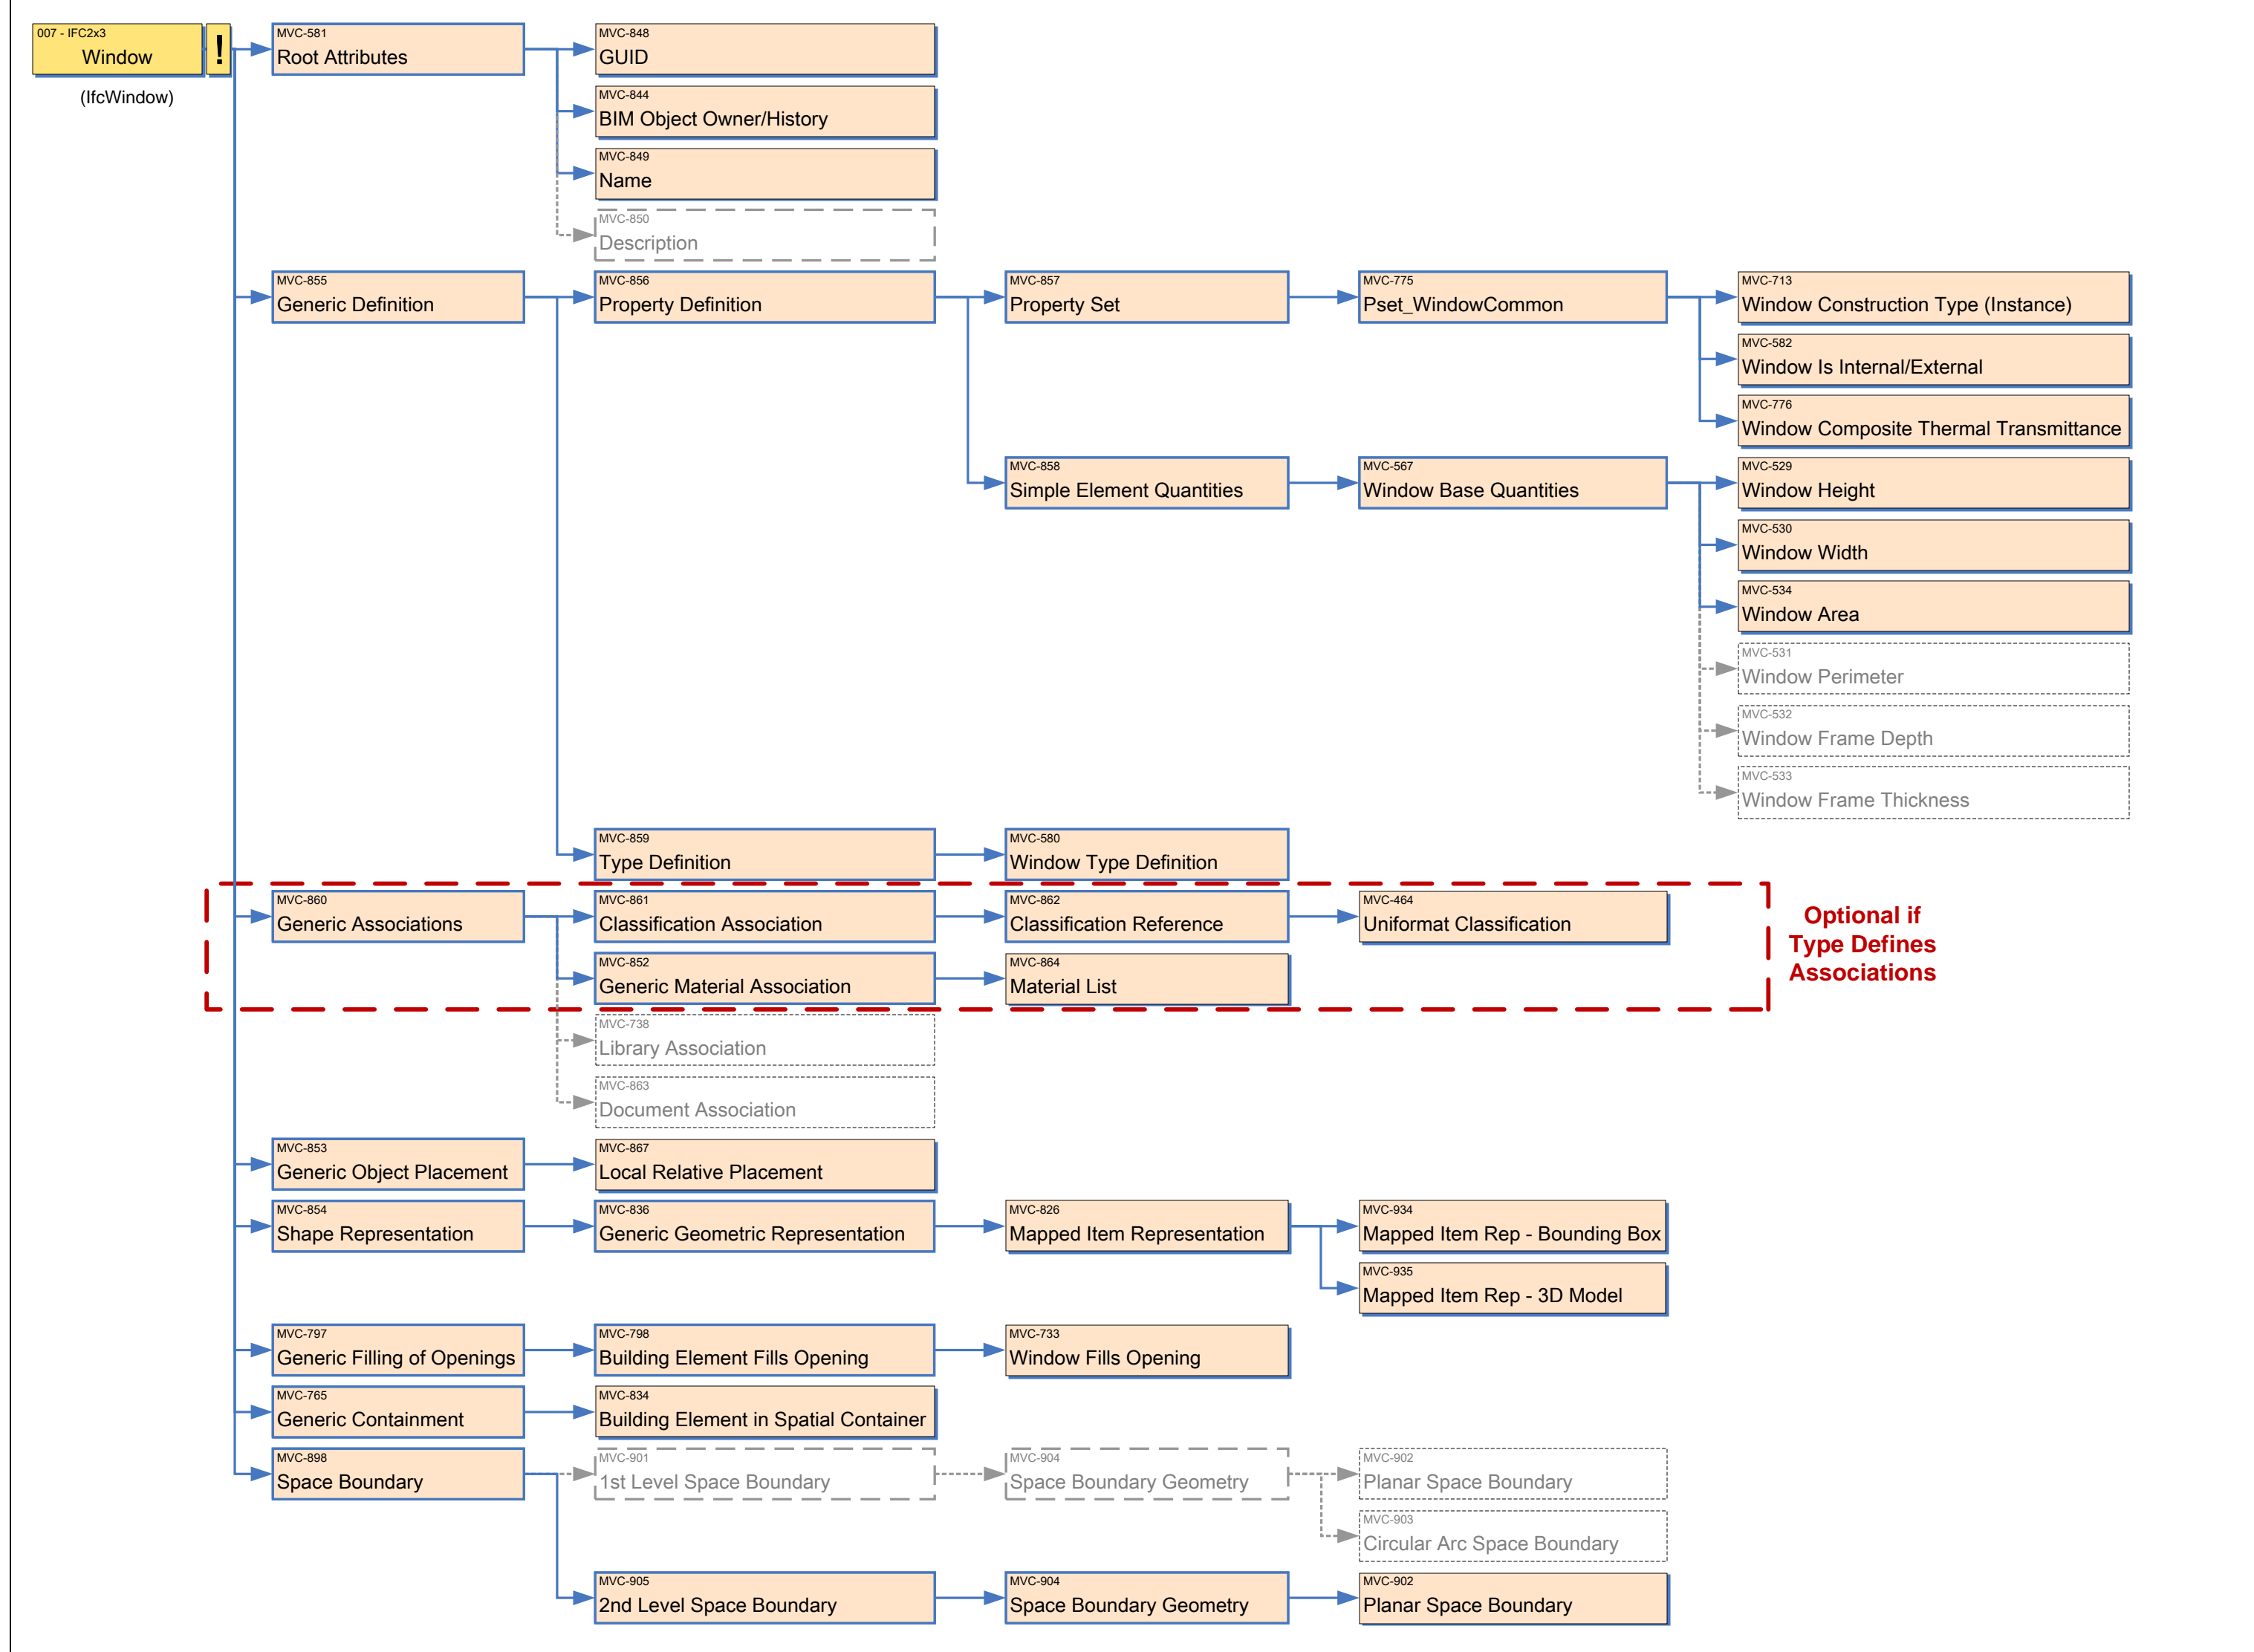 007 - IFC2x3
Window
!
(IfcWindow)
MVC-581
Root Attributes
MVC-848
GUID
MVC-844
BIM Object Owner/History
MVC-849
Name
MVC-850
Description
MVC-855
Generic Definition
MVC-856
Property Definition
MVC-857
Property Set
MVC-775
Pset_WindowCommon
MVC-713
Window Construction Type (Instance)
MVC-582
Window Is Internal/External
MVC-776
Window Composite Thermal Transmittance
MVC-858
Simple Element Quantities
MVC-567
Window Base Quantities
MVC-529
Window Height
MVC-530
Window Width
MVC-534
Window Area
MVC-531
Window Perimeter
MVC-532
Window Frame Depth
MVC-533
Window Frame Thickness
MVC-859
Type Definition
MVC-580
Window Type Definition
MVC-860
Generic Associations
MVC-861
Classification Association
MVC-862
Classification Reference
MVC-464
Uniformat Classification
Optional if
Type Defines
Associations
MVC-852
Generic Material Association
MVC-864
Material List
MVC-738
Library Association
MVC-863
Document Association
MVC-853
Generic Object Placement
MVC-867
Local Relative Placement
MVC-854
Shape Representation
MVC-836
Generic Geometric Representation
MVC-826
Mapped Item Representation
MVC-934
Mapped Item Rep - Bounding Box
MVC-935
Mapped Item Rep - 3D Model
MVC-797
Generic Filling of Openings
MVC-798
Building Element Fills Opening
MVC-733
Window Fills Opening
MVC-765
Generic Containment
MVC-834
Building Element in Spatial Container
MVC-898
Space Boundary
MVC-901
1st Level Space Boundary
MVC-904
Space Boundary Geometry
MVC-902
Planar Space Boundary
MVC-903
Circular Arc Space Boundary
MVC-905
2nd Level Space Boundary
MVC-904
Space Boundary Geometry
MVC-902
Planar Space Boundary